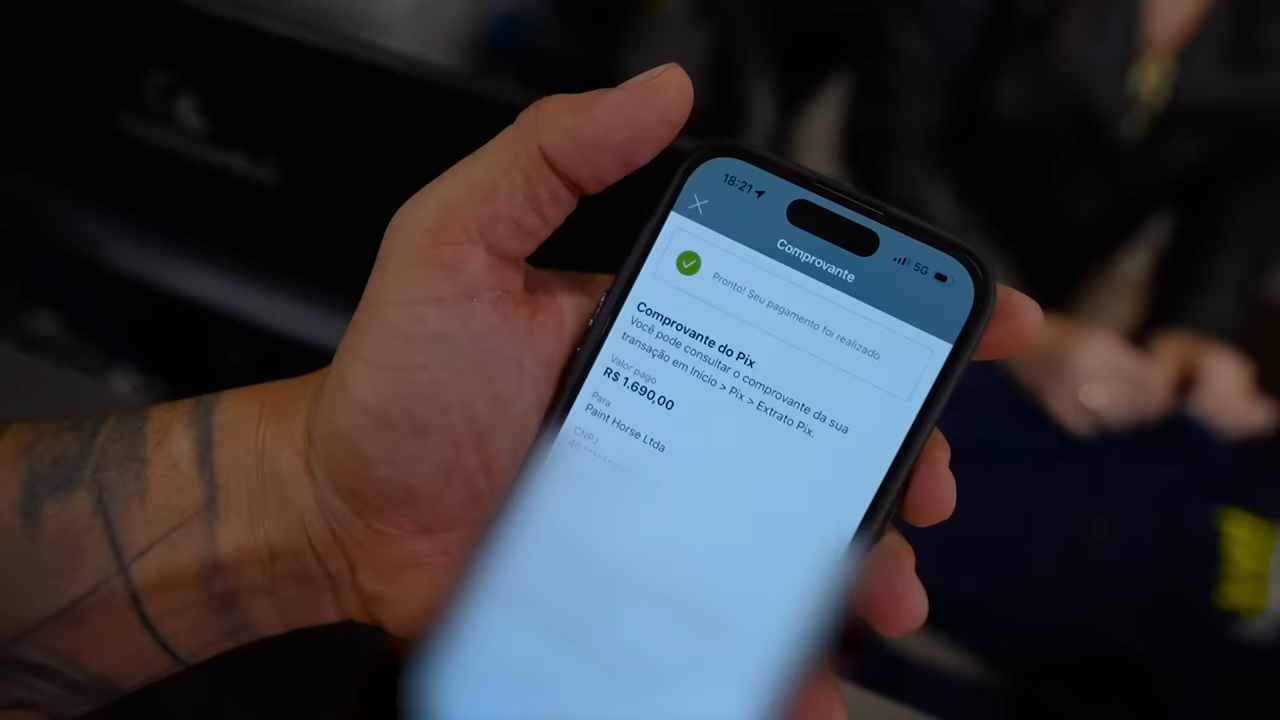 18:21
5G
Comprovante
Pronto! Seu pagamento foi realizado
Comprovante do Pix
Você pode consultar o comprovante da sua
transação em Início > Pix > Extrato Pix.
Valor pago
R$ 1.690,00
Para
Paint Horse Ltda
CNPJ